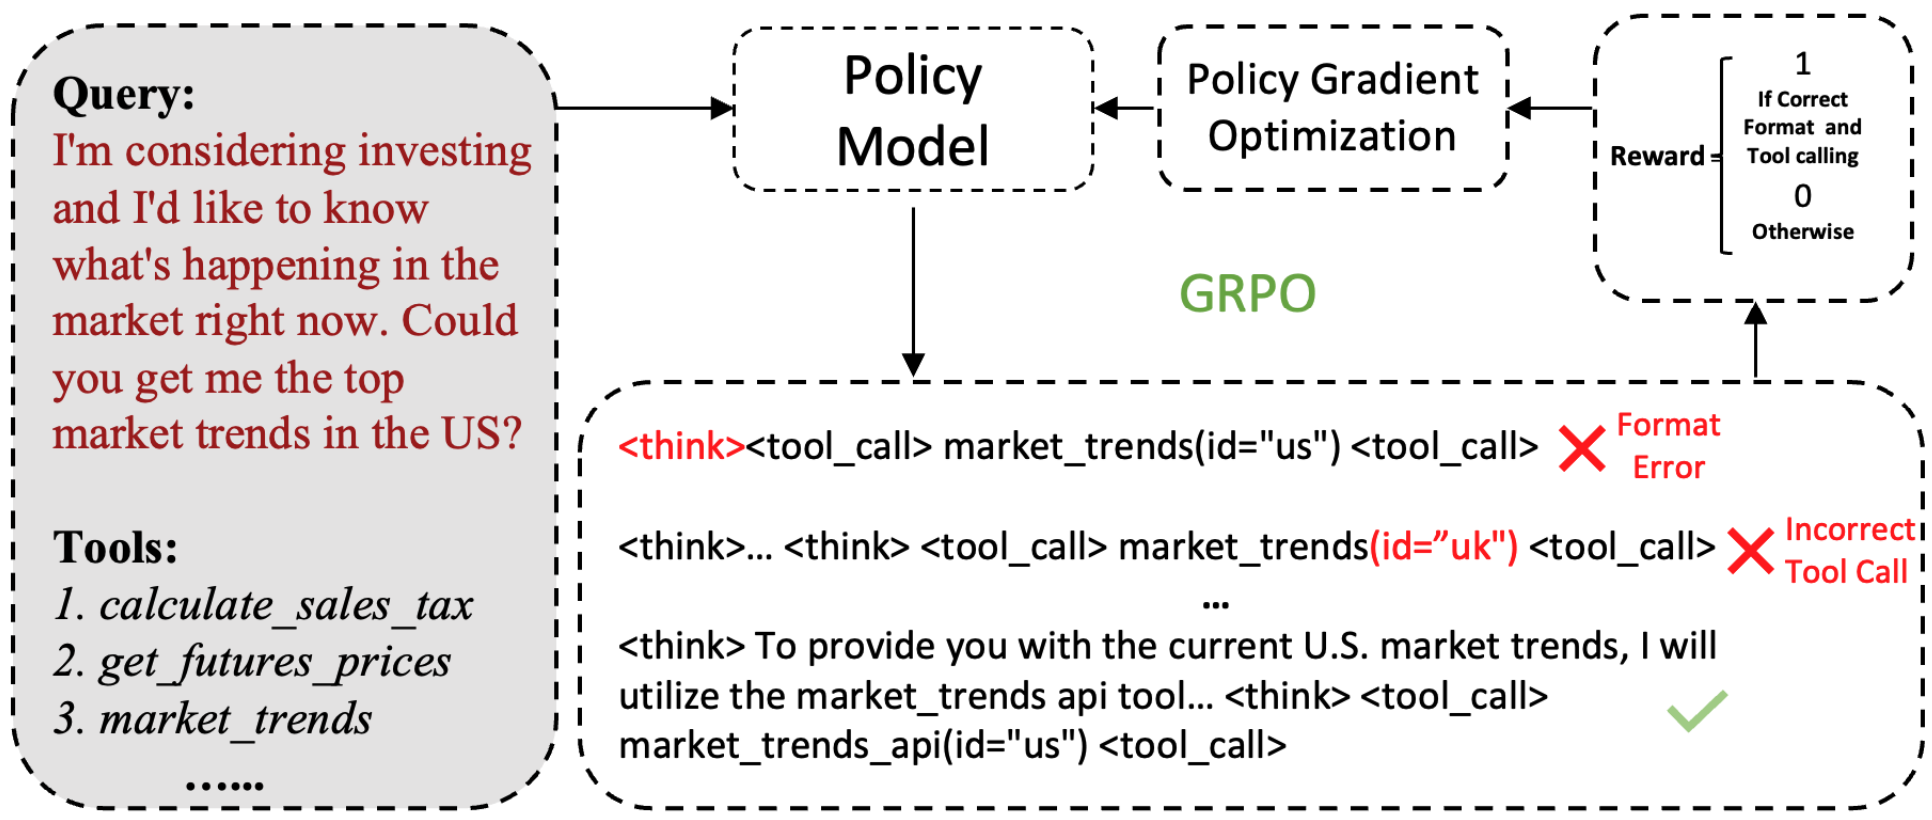 Query:
I'm considering investing
and I'd like to know
what's happening in the
market right now. Could
you get me the top
market trends in the US?
Tools:
1. calculate_sales_tax
2. get_futures_prices
3. market_trends
......
Policy
Model
Policy Gradient
Optimization
Reward=
1
If Correct
Format and
Tool calling
0
Otherwise
GRPO
<think><tool_call> market_trends(id="us") <tool_call>
Format
Error
<think>... <think> <tool_call> market_trends(id=”uk") <tool_call>
Incorrect
Tool Call
...
<think> To provide you with the current U.S. market trends, I will
utilize the market_trends api tool... <think> <tool_call>
market_trends_api(id="us") <tool_call>